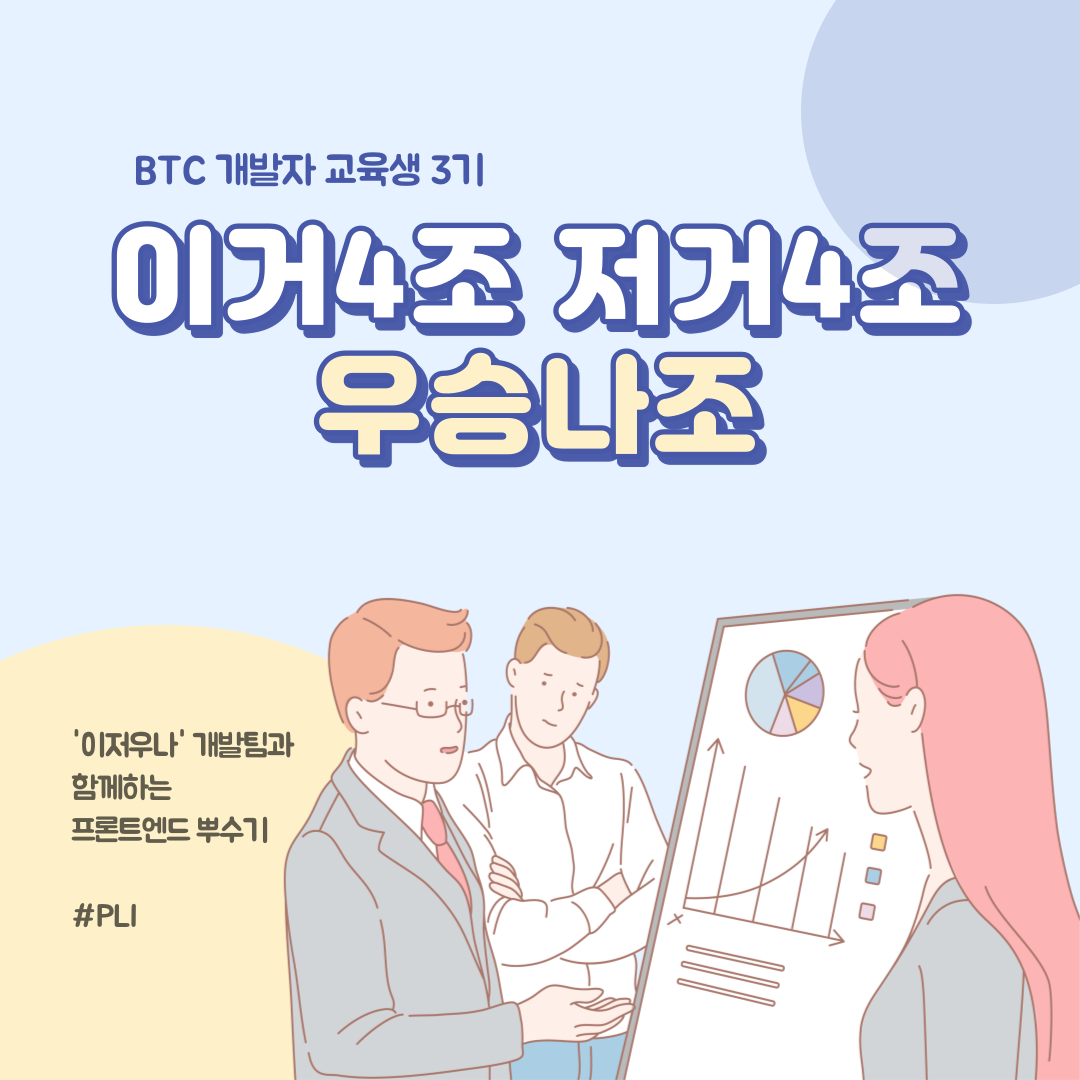 BTC 개발자 교육생 3기
이거4조 저거4조
우승나조
'이저우나' 개발팀과
함께하는
프론트엔드 뿌수기
#PLI